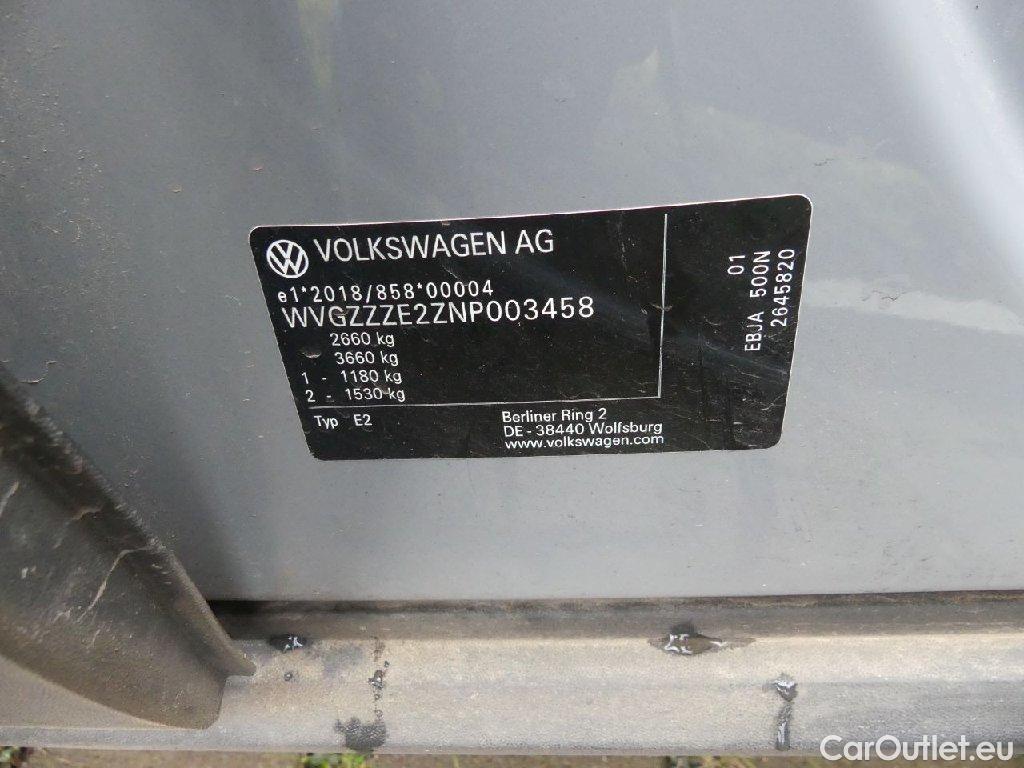 VOLKSWAGEN AG
e1*2018/858*00004
WVGZZZE2ZNP003458
2660 kg
3660 kg
1 - 1180 kg
2 - 1530 kg
Typ E2
Berliner Ring 2
DE - 38440 Wolfsburg
www.volkswagen.com
01
EBJA 500N
2645820
CarOutlet.eu